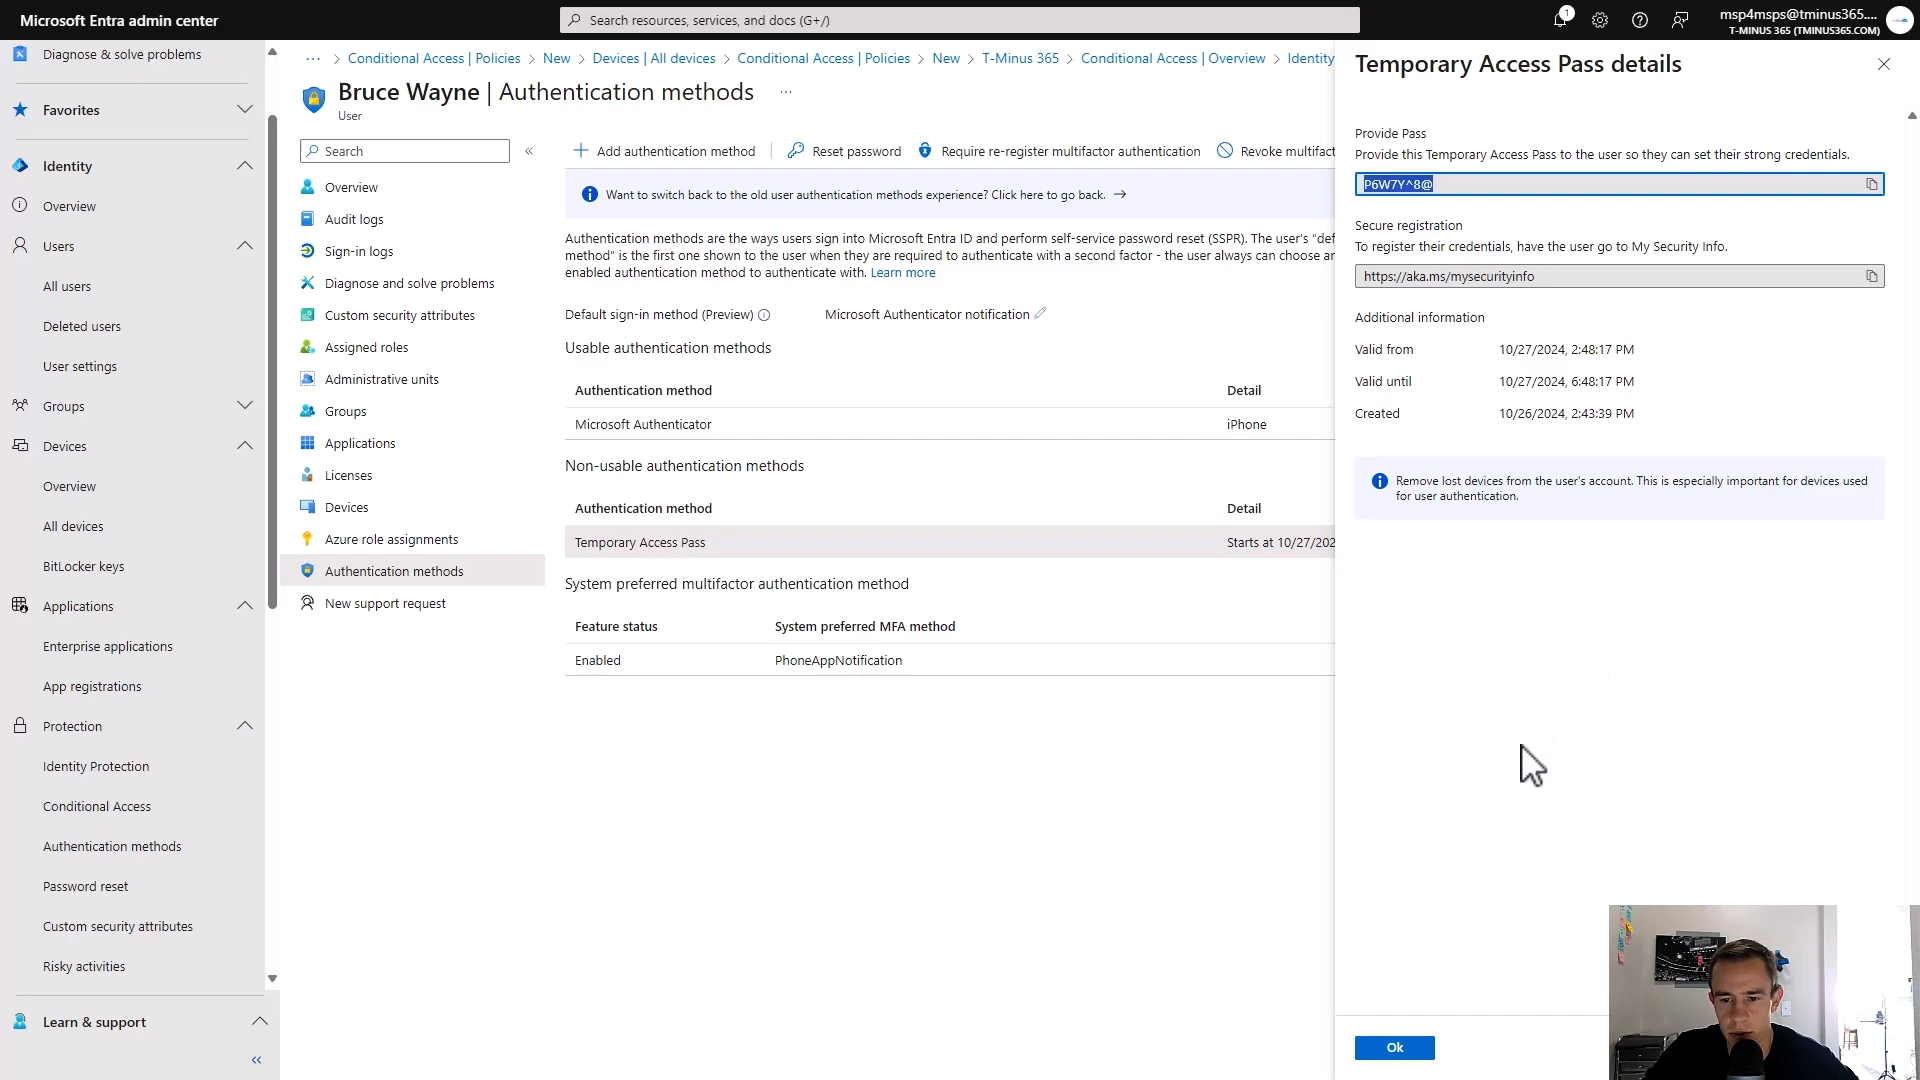 Microsoft Entra admin center
Search resources, services, and docs (G+/)
1
msp4msps@tminus365....
T-MINUS 365 (TMINUS365.COM)
Diagnose & solve problems
Favorites
Identity
Overview
Users
All users
Deleted users
User settings
Groups
Devices
Overview
All devices
BitLocker keys
Applications
Enterprise applications
App registrations
Protection
Identity Protection
Conditional Access
Authentication methods
Password reset
Custom security attributes
Risky activities
Learn & support
... > Conditional Access | Policies > New > Devices | All devices > Conditional Access | Policies > New > T-Minus 365 > Conditional Access | Overview > Identity
Bruce Wayne | Authentication methods ...
User
Search
Overview
Audit logs
Sign-in logs
Diagnose and solve problems
Custom security attributes
Assigned roles
Administrative units
Groups
Applications
Licenses
Devices
Azure role assignments
Authentication methods
New support request
Add authentication method
Reset password
Require re-register multifactor authentication
Revoke multifact
Want to switch back to the old user authentication methods experience? Click here to go back. →
Authentication methods are the ways users sign into Microsoft Entra ID and perform self-service password reset (SSPR). The user's "def
method" is the first one shown to the user when they are required to authenticate with a second factor - the user always can choose an
enabled authentication method to authenticate with. Learn more
Default sign-in method (Preview) Microsoft Authenticator notification
Usable authentication methods
Authentication method Detail
Microsoft Authenticator iPhone
Non-usable authentication methods
Authentication method Detail
Temporary Access Pass Starts at 10/27/202
System preferred multifactor authentication method
Feature status System preferred MFA method
Enabled PhoneAppNotification
Temporary Access Pass details
Provide Pass
Provide this Temporary Access Pass to the user so they can set their strong credentials.
P6W7Y^8@
Secure registration
To register their credentials, have the user go to My Security Info.
https://aka.ms/mysecurityinfo
Additional information
Valid from 10/27/2024, 2:48:17 PM
Valid until 10/27/2024, 6:48:17 PM
Created 10/26/2024, 2:43:39 PM
Remove lost devices from the user's account. This is especially important for devices used
for user authentication.
Ok